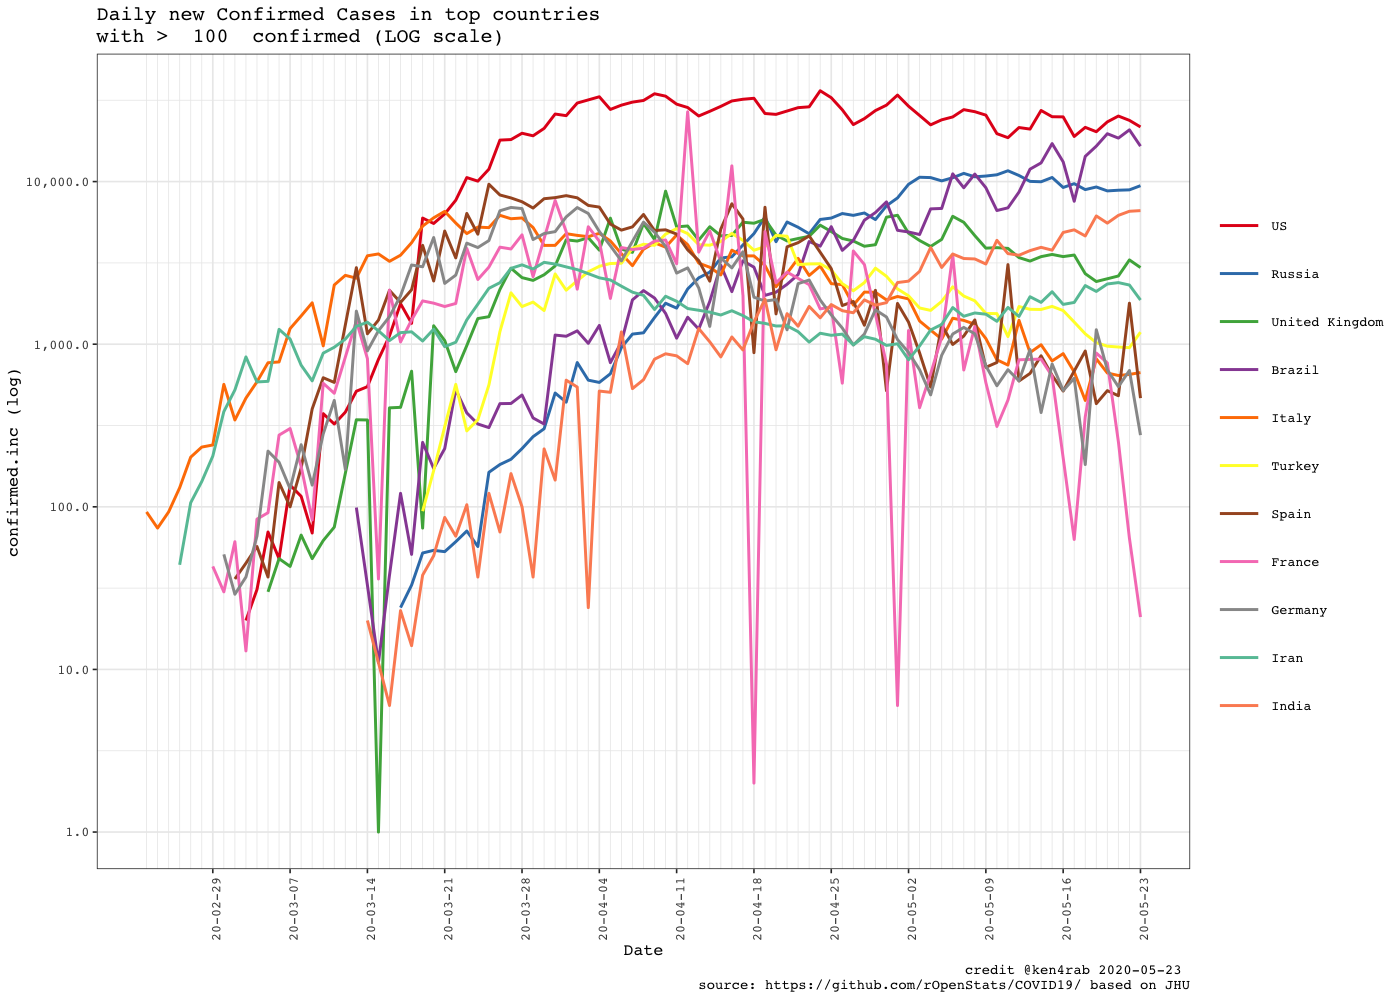 Daily new Confirmed Cases in top countries
with >  100  confirmed (LOG scale)
confirmed.inc (log)
10,000.0
1,000.0
100.0
10.0
1.0
20-02-29
20-03-07
20-03-14
20-03-21
20-03-28
20-04-04
20-04-11
20-04-18
20-04-25
20-05-02
20-05-09
20-05-16
20-05-23
Date
US
Russia
United Kingdom
Brazil
Italy
Turkey
Spain
France
Germany
Iran
India
credit @ken4rab 2020-05-23
source: https://github.com/rOpenStats/COVID19/ based on JHU